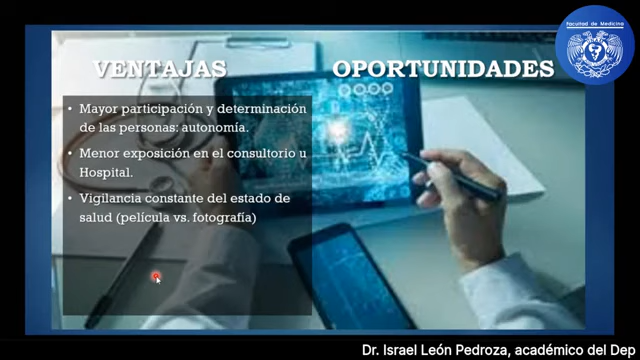 Facultad de Medicina
VENTAJAS
OPORTUNIDADES
• Mayor participación y determinación
de las personas: autonomía.
• Menor exposición en el consultorio u
Hospital.
• Vigilancia constante del estado de
salud (película vs. fotografía)
Dr. Israel León Pedroza, académico del Dep